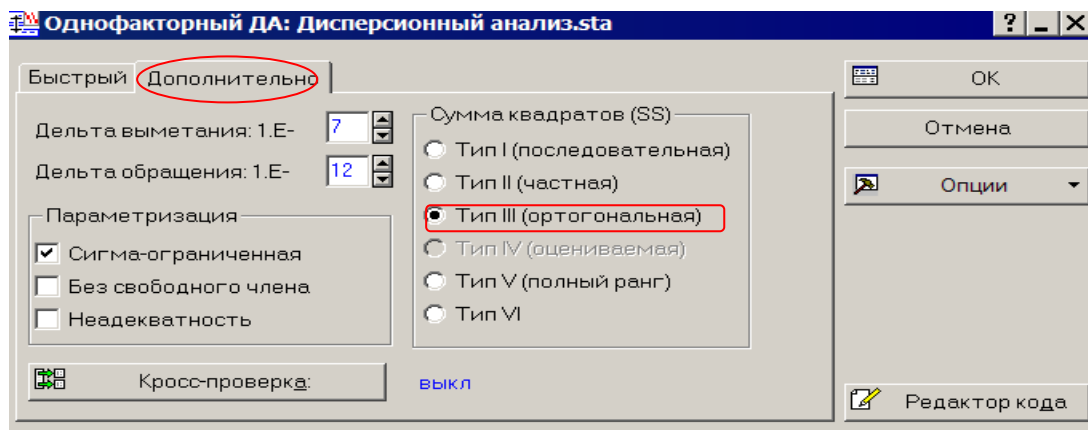 Однофакторный ДА: Дисперсионный анализ.sta
Быстрый Дополнительно
Дельта выметания: 1.E- 7
Дельта обращения: 1.E- 12
Параметризация
Сигма-ограниченная
Без свободного члена
Неадекватность
Кросс-проверка: выкл
Сумма квадратов (SS)
Тип I (последовательная)
Тип II (частная)
Тип III (ортогональная)
Тип IV (оцениваемая)
Тип V (полный ранг)
Тип VI
OK
Отмена
Опции
Редактор кода